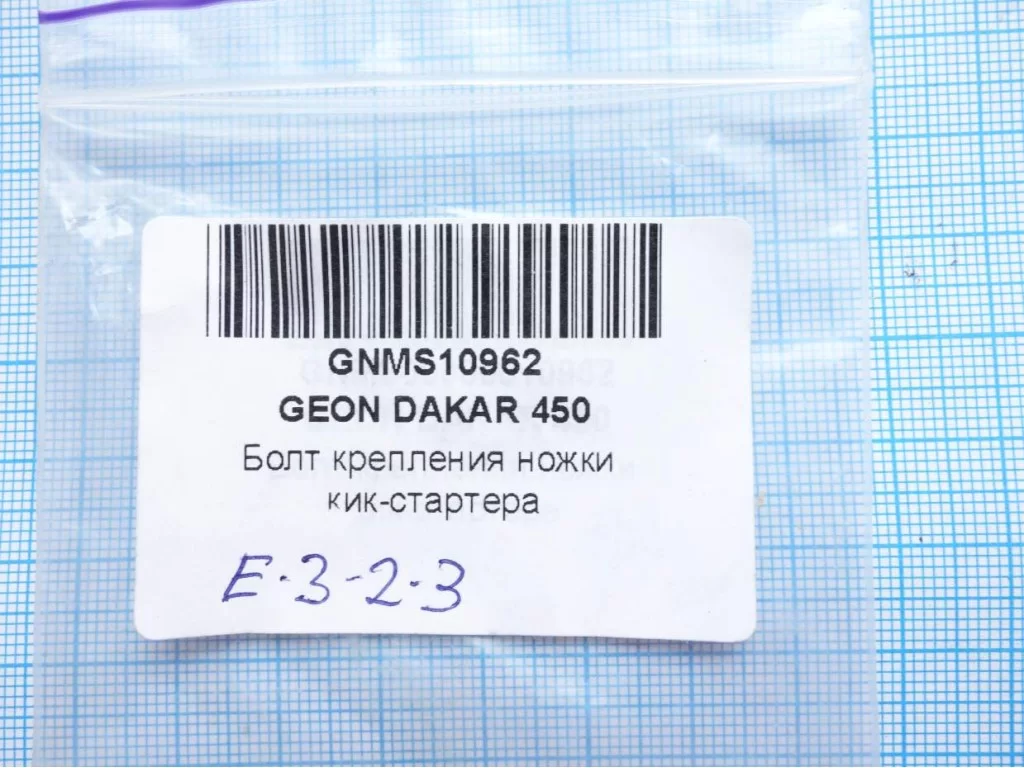 GNMS10962
GEON DAKAR 450
Болт крепления ножки
кик-стартера
E·3-2·3